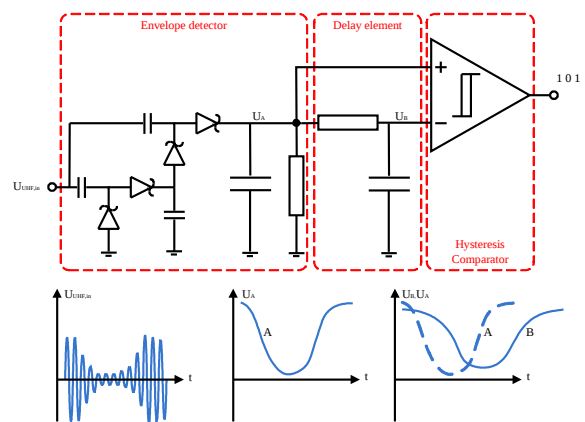 Envelope detector
Delay element
+
1 0 1
UA
UB
−
UUHF,in
Hysteresis
Comparator
UUHF,in
UA
UB,UA
A
A
B
t
t
t